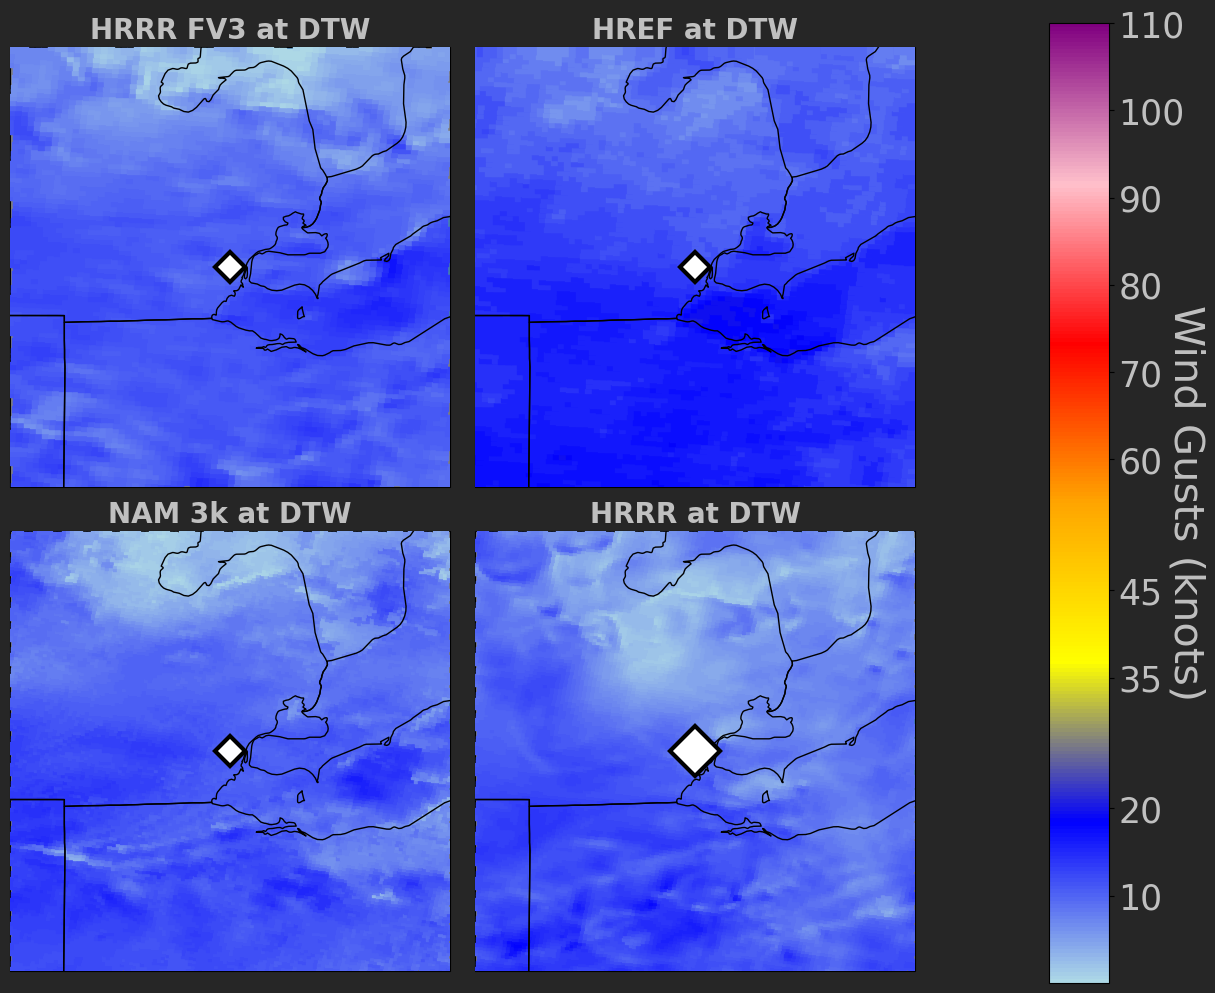 HRRR FV3 at DTW
HREF at DTW
NAM 3k at DTW
HRRR at DTW
110
100
90
80
70
60
45
35
20
10
Wind Gusts (knots)